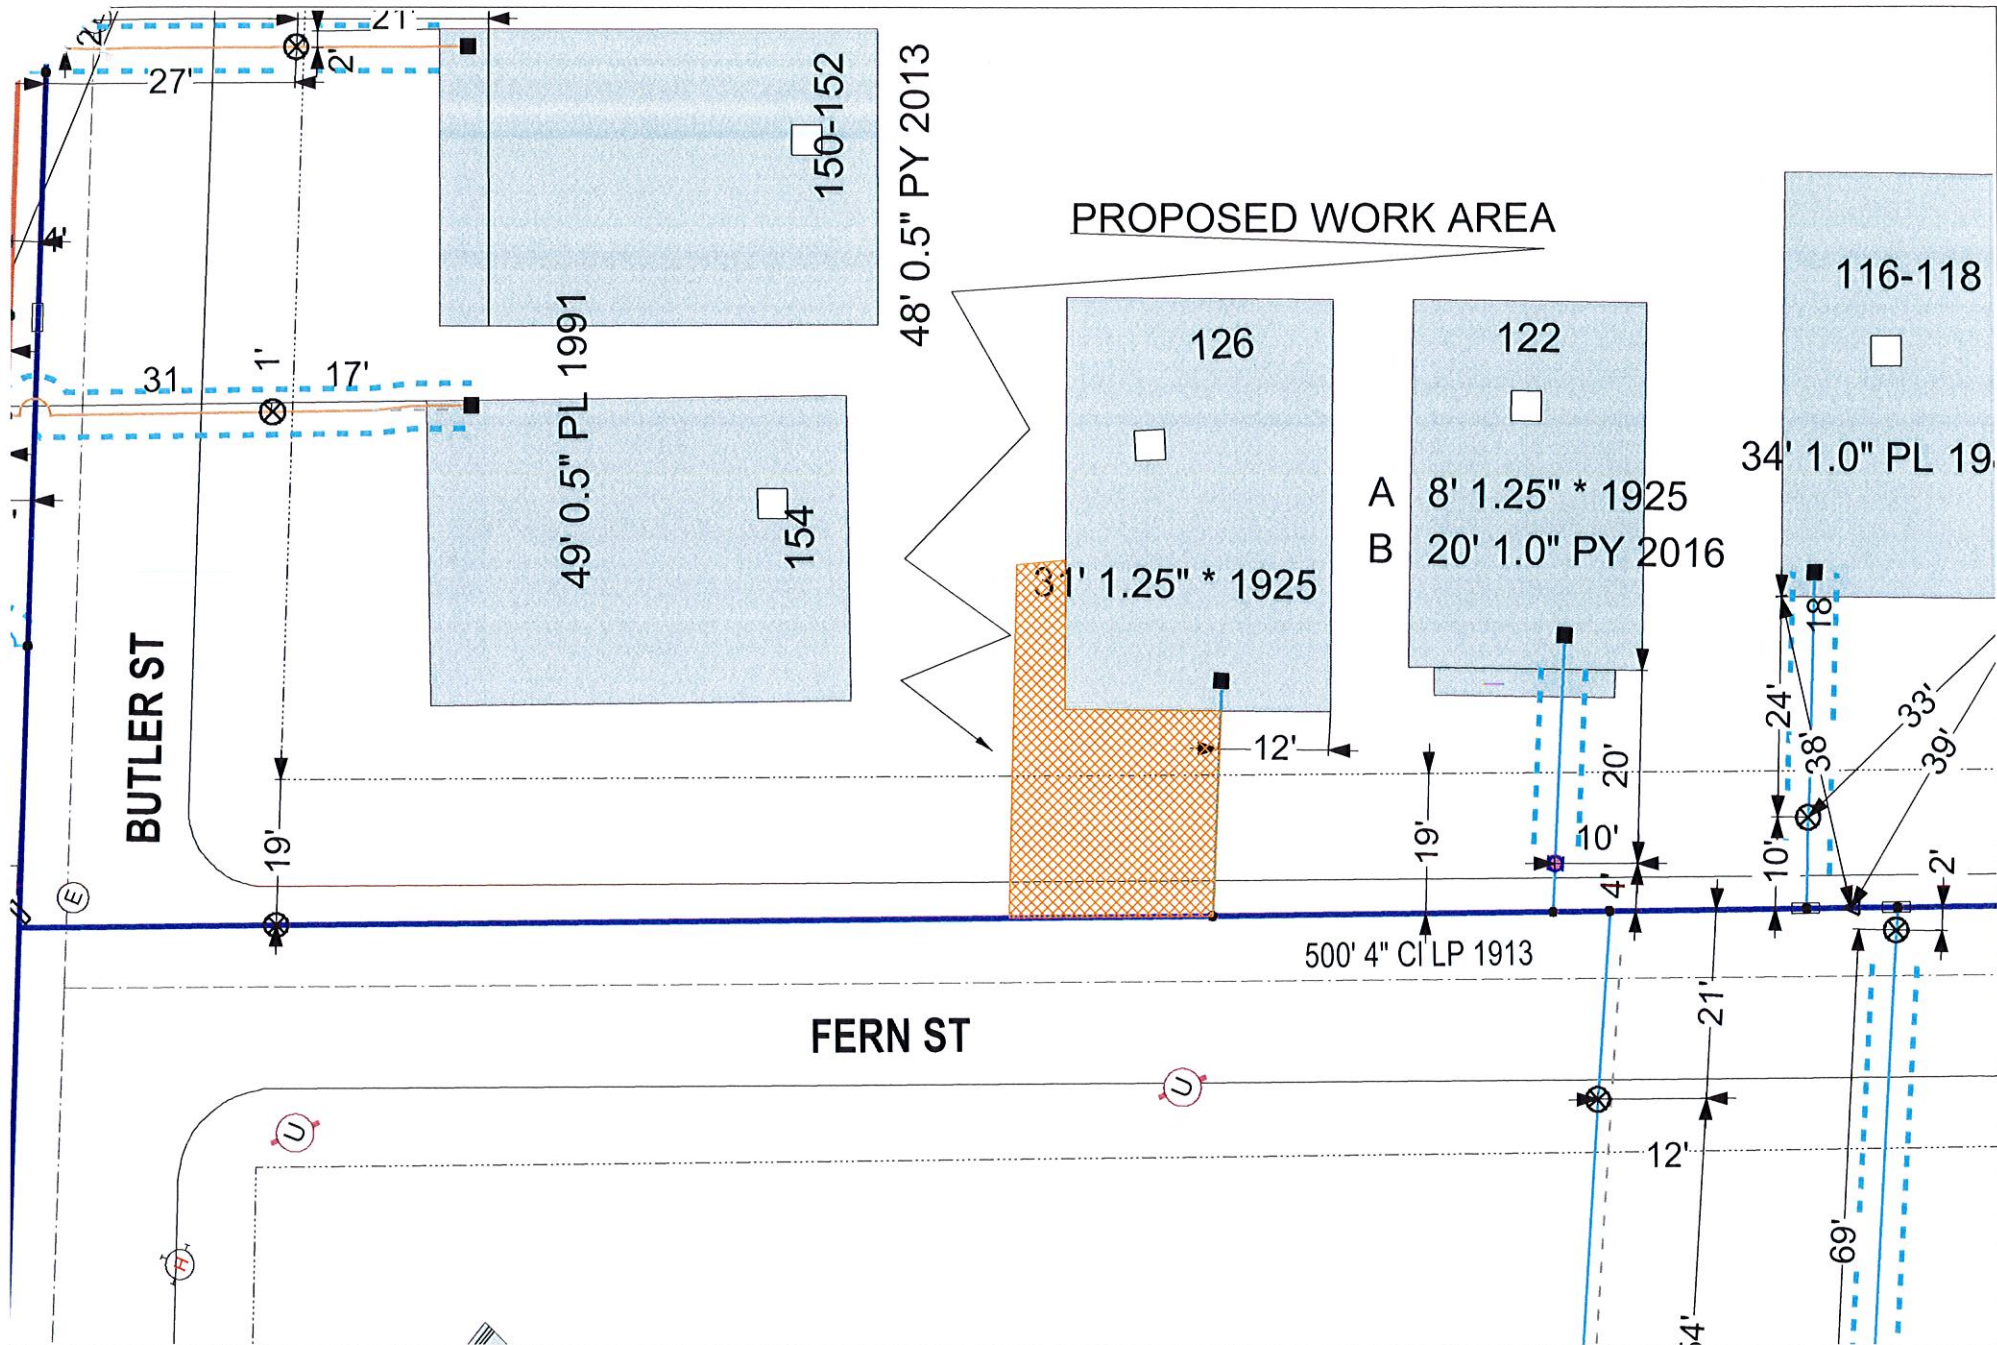 21'
2'
27'
2'
150-152
48' 0.5" PY 2013
4'
PROPOSED WORK AREA
116-118
126
122
31
1'
17'
49' 0.5" PL 1991
154
34' 1.0" PL
A 8' 1.25" * 1925
B 20' 1.0" PY 2016
31' 1.25" * 1925
18
BUTLER ST
12'
24'
38'
33'
39'
20'
19'
19'
10'
10'
4'
2'
E
500' 4" CI LP 1913
21'
FERN ST
U
U
12'
69'
H